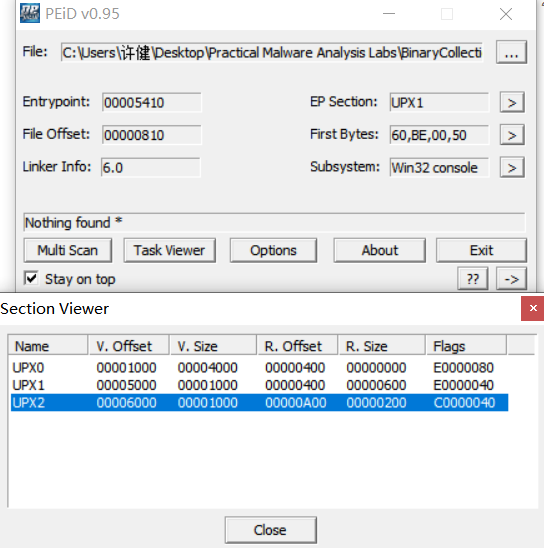 PEiD v0.95
File: C:\Users\许健\Desktop\Practical Malware Analysis Labs\BinaryCollecti ...
Entrypoint: 00005410 EP Section: UPX1 >
File Offset: 00000810 First Bytes: 60,BE,00,50 >
Linker Info: 6.0 Subsystem: Win32 console >
Nothing found *
Multi Scan Task Viewer Options About Exit
Stay on top ?? ->
Section Viewer
Name V. Offset V. Size R. Offset R. Size Flags
UPX0 00001000 00004000 00000400 00000000 E0000080
UPX1 00005000 00001000 00000400 00000600 E0000040
UPX2 00006000 00001000 00000A00 00000200 C0000040
Close